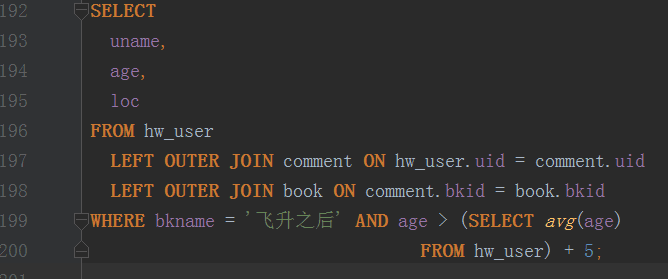 192 SELECT
193 uname,
194 age,
195 loc
196 FROM hw_user
197 LEFT OUTER JOIN comment ON hw_user.uid = comment.uid
198 LEFT OUTER JOIN book ON comment.bkid = book.bkid
199 WHERE bkname = '飞升之后' AND age > (SELECT avg(age)
200 FROM hw_user) + 5;